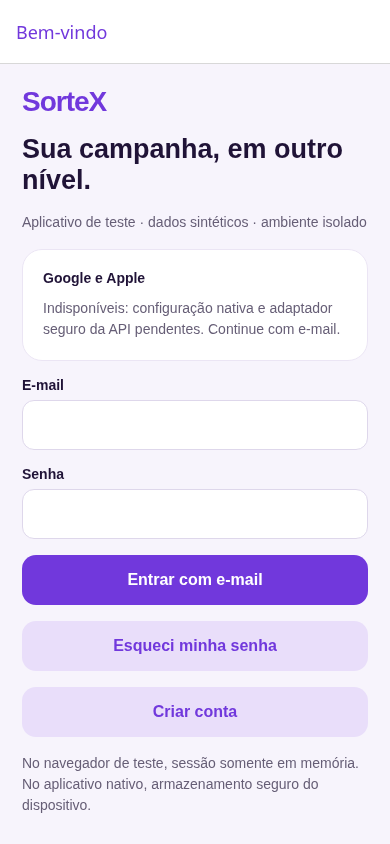 Bem-vindo
SorteX
Sua campanha, em outro
nível.
Aplicativo de teste · dados sintéticos · ambiente isolado
Google e Apple
Indisponíveis: configuração nativa e adaptador
seguro da API pendentes. Continue com e-mail.
E-mail
Senha
Entrar com e-mail
Esqueci minha senha
Criar conta
No navegador de teste, sessão somente em memória.
No aplicativo nativo, armazenamento seguro do
dispositivo.